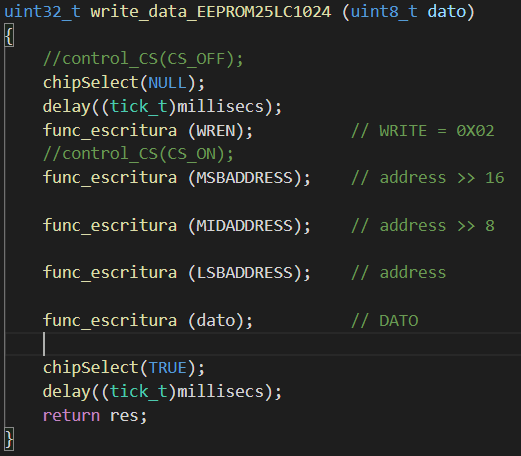 uint32_t write_data_EEPROM25LC1024 (uint8_t dato)
{
    //control_CS(CS_OFF);
    chipSelect(NULL);
    delay((tick_t)millisecs);
    func_escritura (WREN);          // WRITE = 0X02
    //control_CS(CS_ON);
    func_escritura (MSBADDRESS);    // address >> 16
    func_escritura (MIDADDRESS);    // address >> 8
    func_escritura (LSBADDRESS);    // address
    func_escritura (dato);          // DATO
    chipSelect(TRUE);
    delay((tick_t)millisecs);
    return res;
}